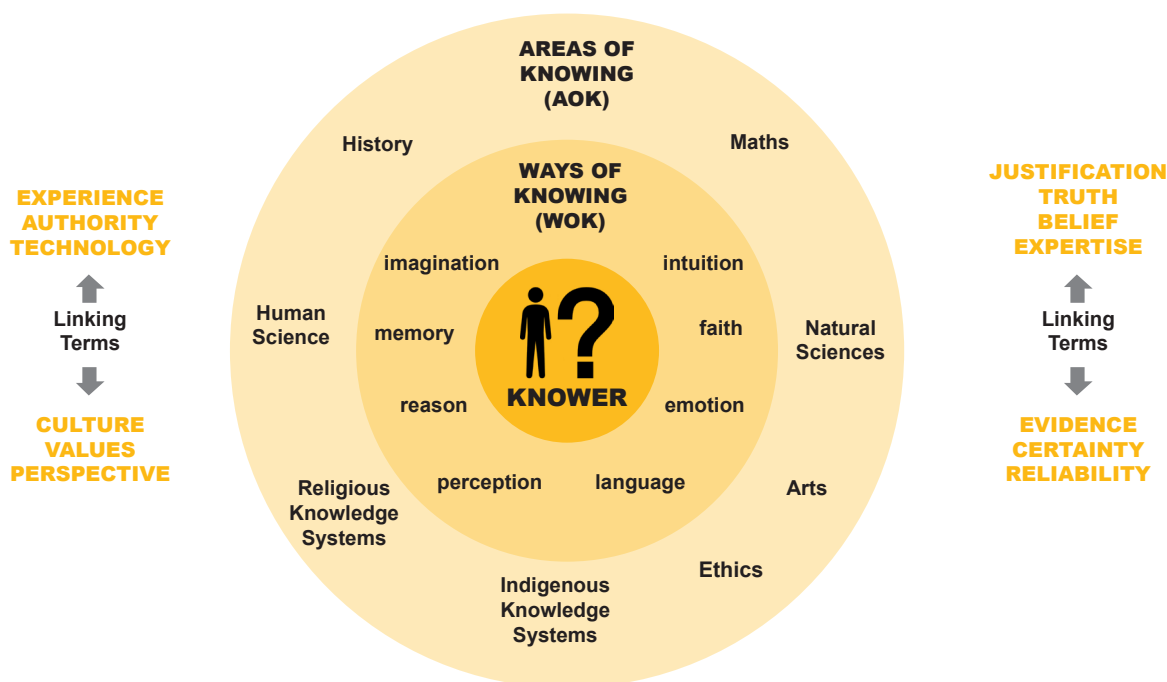 AREAS OF
KNOWING
(AOK)
History
Maths
WAYS OF
KNOWING
(WOK)
EXPERIENCE
AUTHORITY
TECHNOLOGY
Linking
Terms
CULTURE
VALUES
PERSPECTIVE
JUSTIFICATION
TRUTH
BELIEF
EXPERTISE
Linking
Terms
EVIDENCE
CERTAINTY
RELIABILITY
imagination
intuition
Human
Science
memory
faith
Natural
Sciences
?
KNOWER
reason
emotion
perception
language
Religious
Knowledge
Systems
Arts
Ethics
Indigenous
Knowledge
Systems